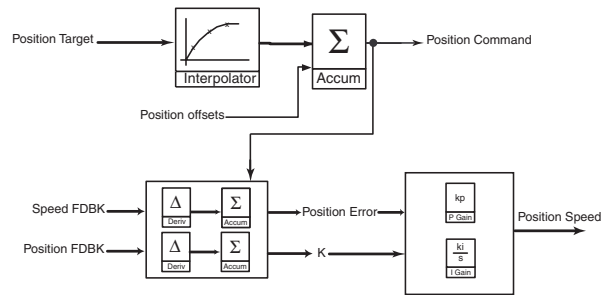 Position Target
Interpolator
Σ
Accum
Position Command
Position offsets
Speed FDBK
Δ
Deriv
Σ
Accum
Position Error
kp
P Gain
Position Speed
Position FDBK
Δ
Deriv
Σ
Accum
K
ki
s
I Gain